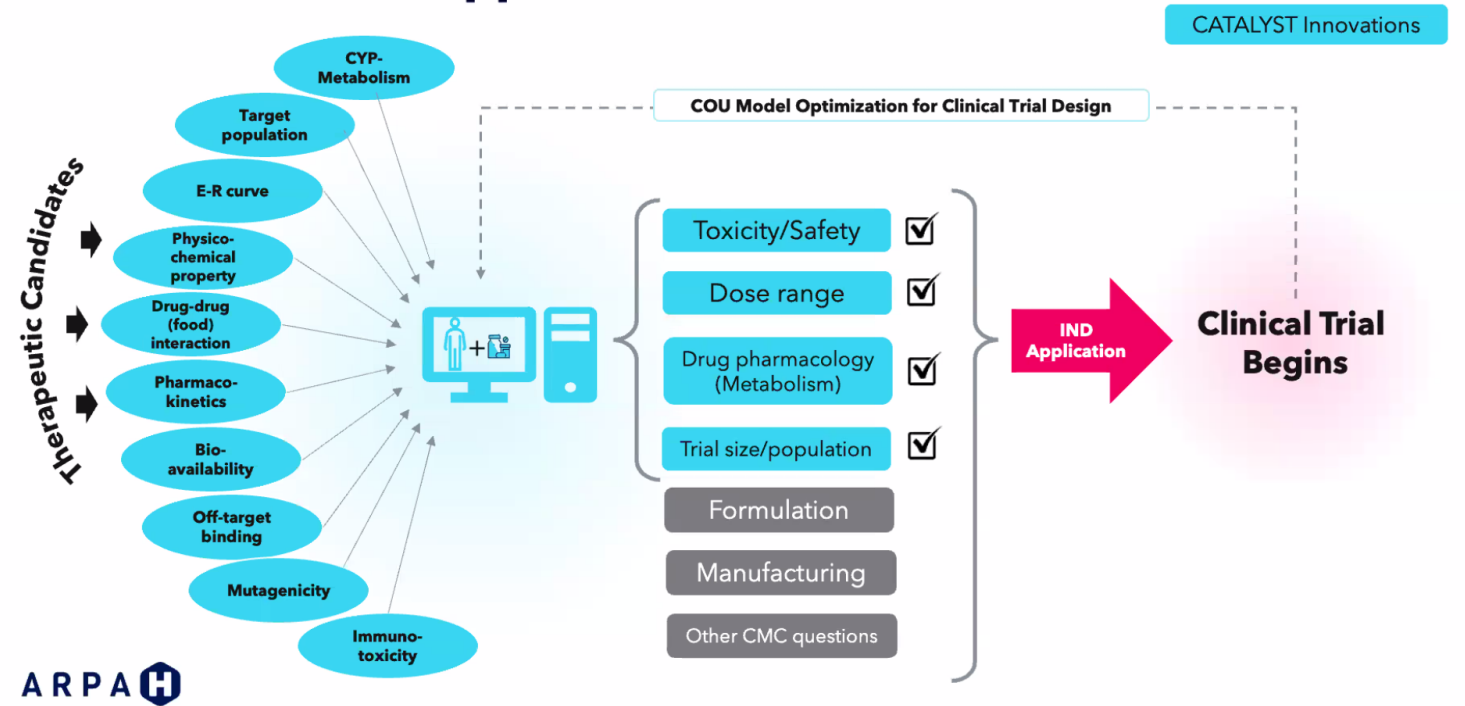 CATALYST Innovations
CYP-
Metabolism
Target
population
E-R curve
Physico-
chemical
property
Drug-drug
(food)
interaction
Pharmaco-
kinetics
Bio-
availability
Off-target
binding
Mutagenicity
Immuno-
toxicity
Therapeutic Candidates
COU Model Optimization for Clinical Trial Design
+
Toxicity/Safety
Dose range
Drug pharmacology
(Metabolism)
Trial size/population
Formulation
Manufacturing
Other CMC questions
IND
Application
Clinical Trial
Begins
ARPA H